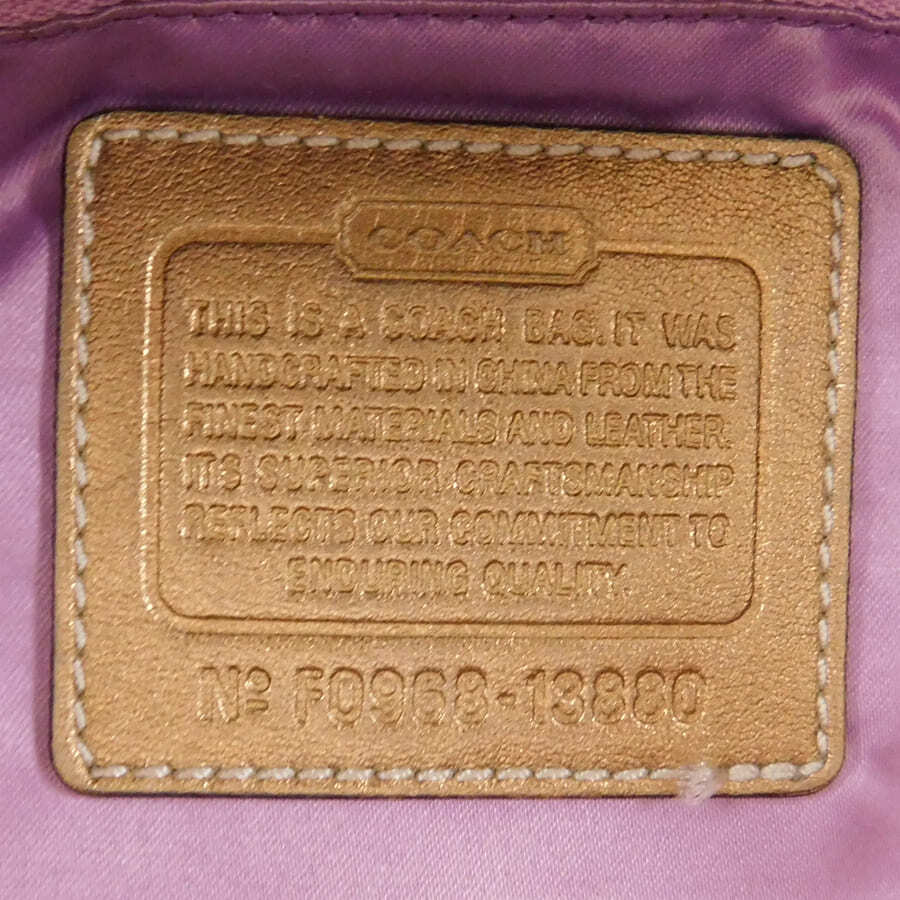 COACH
THIS IS A COACH BAG. IT WAS
HANDCRAFTED IN CHINA FROM THE
FINEST MATERIALS AND LEATHER.
ITS SUPERIOR CRAFTSMANSHIP
REFLECTS OUR COMMITMENT TO
ENDURING QUALITY.
Nº F0968-13880